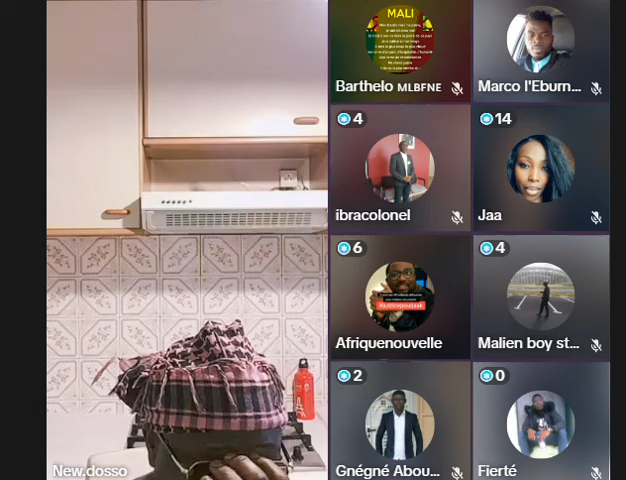 MALI
Barthelo MLBFNE
Marco l'Eburn...
4
14
ibracolonel
Jaa
6
4
Afriquenouvelle
Malien boy st...
2
0
Gnégné Abou...
Fierté
New.dosso